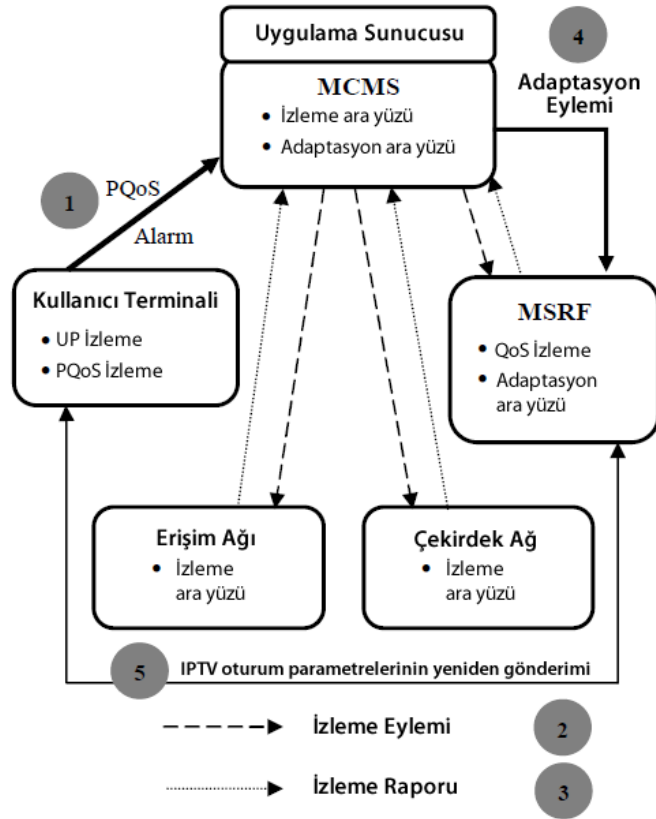 Uygulama Sunucusu
MCMS
• İzleme ara yüzü
• Adaptasyon ara yüzü
4
Adaptasyon
Eylemi
1
PQoS
Alarm
Kullanıcı Terminali
• UP İzleme
• PQoS İzleme
MSRF
• QoS İzleme
• Adaptasyon
ara yüzü
Erişim Ağı
• İzleme
ara yüzü
Çekirdek Ağ
• İzleme
ara yüzü
5 IPTV oturum parametrelerinin yeniden gönderimi
İzleme Eylemi 2
İzleme Raporu 3